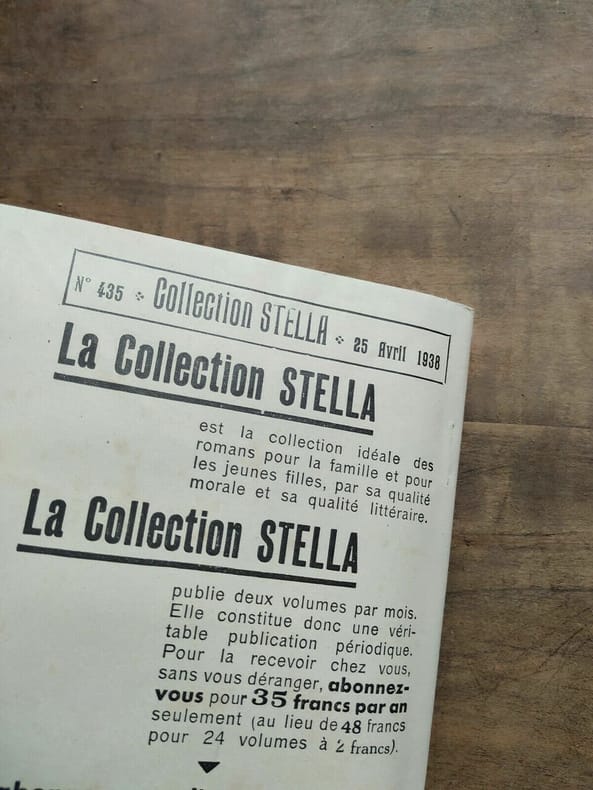 N° 435 Collection STELLA 25 Avril 1938
La Collection STELLA
est la collection idéale des
romans pour la famille et pour
les jeunes filles, par sa qualité
morale et sa qualité littéraire.
La Collection STELLA
publie deux volumes par mois.
Elle constitue donc une véri-
table publication périodique.
Pour la recevoir chez vous,
sans vous déranger, abonnez-
vous pour 35 francs par an
seulement (au lieu de 48 francs
pour 24 volumes à 2 francs).